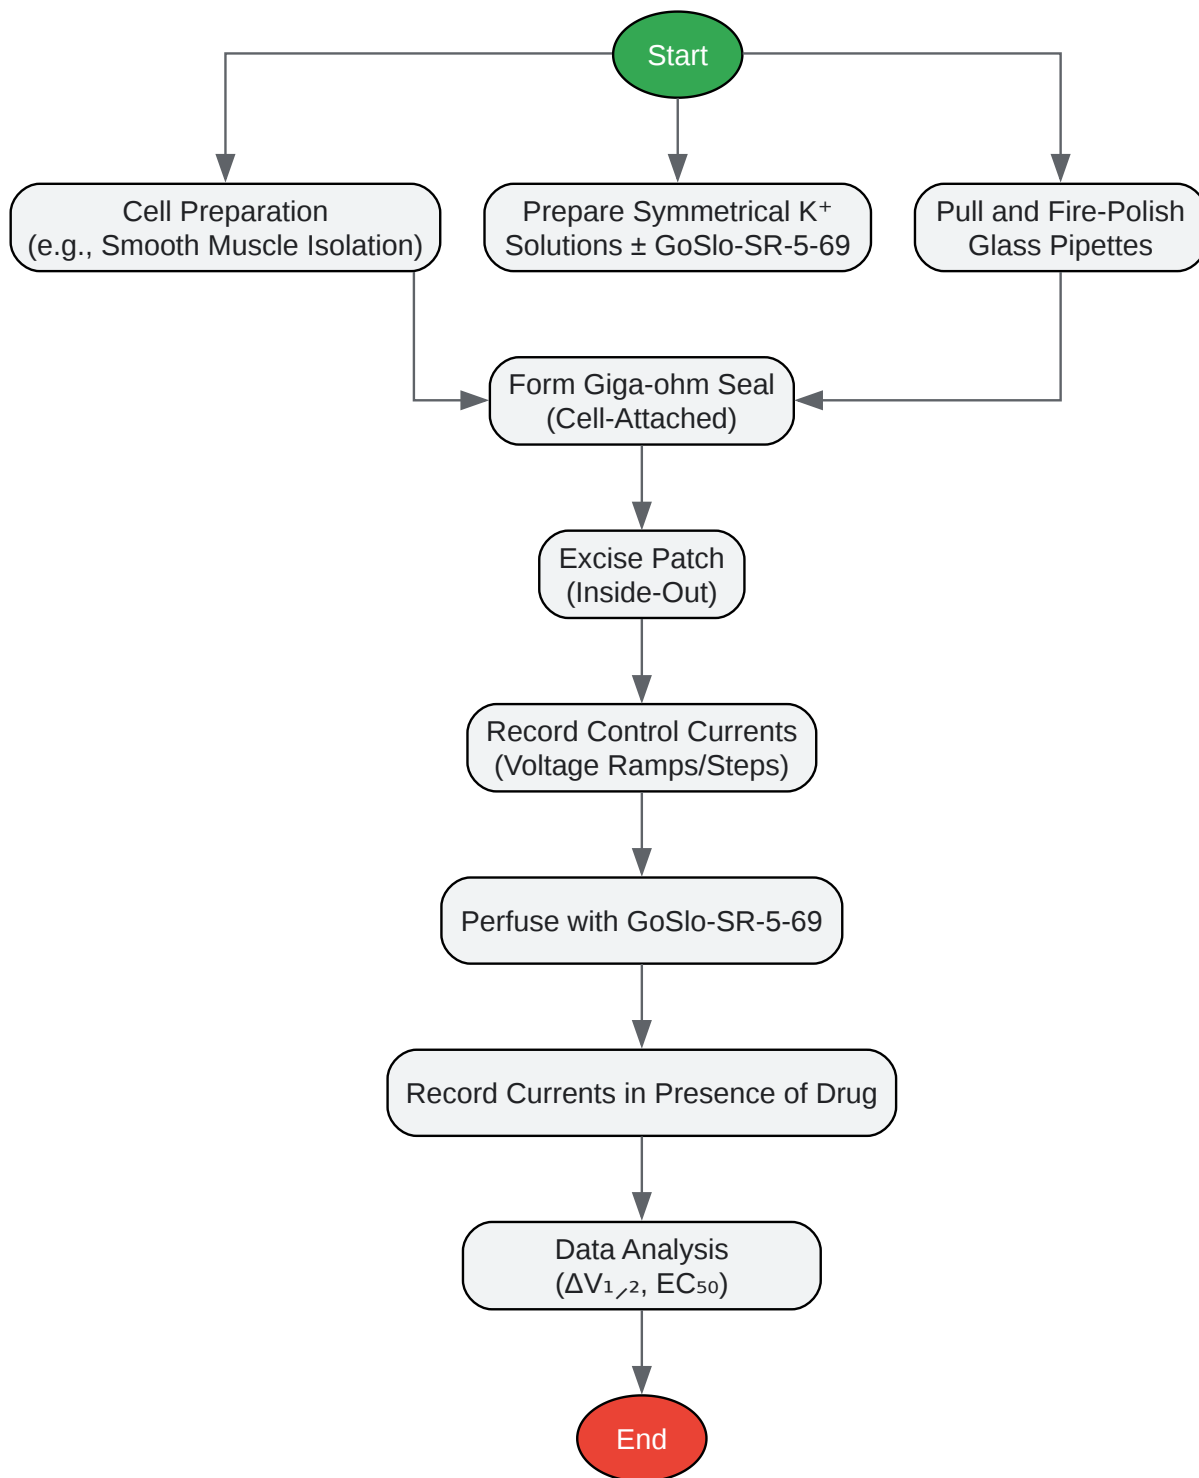 Start
Cell Preparation
(e.g., Smooth Muscle Isolation)
Prepare Symmetrical K⁺
Solutions ± GoSlo-SR-5-69
Pull and Fire-Polish
Glass Pipettes
Form Giga-ohm Seal
(Cell-Attached)
Excise Patch
(Inside-Out)
Record Control Currents
(Voltage Ramps/Steps)
Perfuse with GoSlo-SR-5-69
Record Currents in Presence of Drug
Data Analysis
(ΔV₁⸝₂, EC₅₀)
End